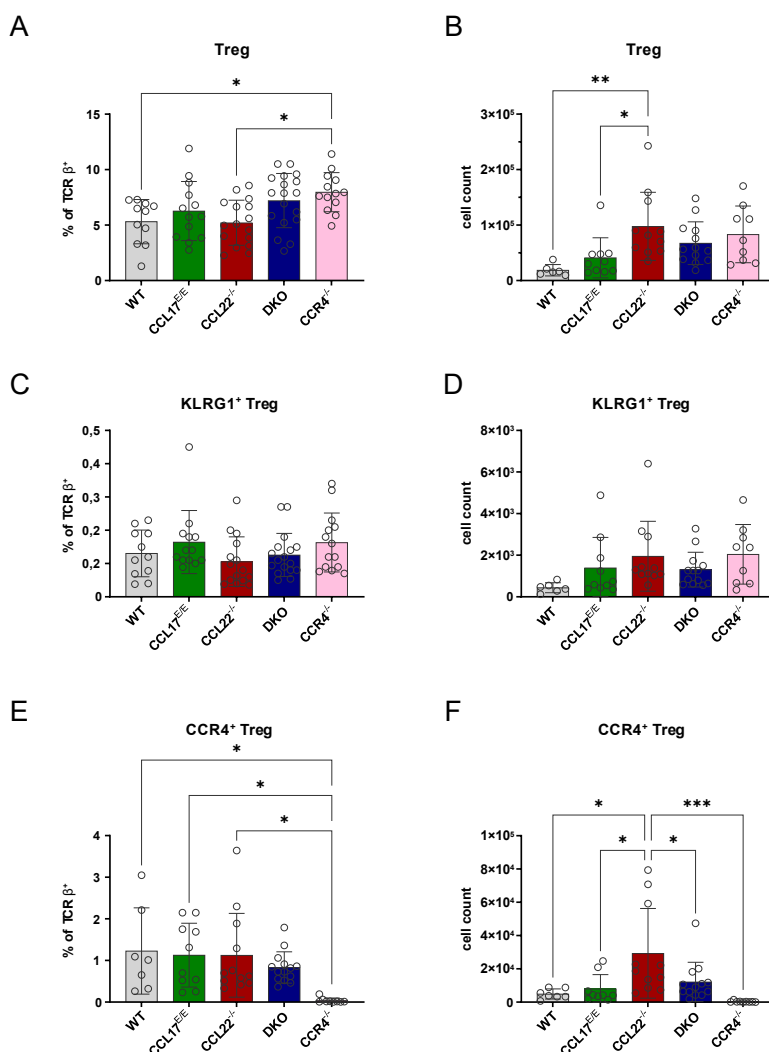 A
Treg
*
*
15
10
5
0
% of TCR β⁺
WT
CCL17ᴱ/ᴱ
CCL22⁻/⁻
DKO
CCR4⁻/⁻
B
Treg
**
*
3×10⁵
2×10⁵
1×10⁵
0
cell count
WT
CCL17ᴱ/ᴱ
CCL22⁻/⁻
DKO
CCR4⁻/⁻
C
KLRG1⁺ Treg
0,5
0,4
0,3
0,2
0,2
0,0
% of TCR β⁺
WT
CCL17ᴱ/ᴱ
CCL22⁻/⁻
DKO
CCR4⁻/⁻
D
KLRG1⁺ Treg
8×10³
6×10³
4×10³
2×10³
0
cell count
WT
CCL17ᴱ/ᴱ
CCL22⁻/⁻
DKO
CCR4⁻/⁻
E
CCR4⁺ Treg
*
*
*
4
3
2
1
0
% of TCR β⁺
WT
CCL17ᴱ/ᴱ
CCL22⁻/⁻
DKO
CCR4⁻/⁻
F
CCR4⁺ Treg
*
***
*
*
1×10⁵
8×10⁴
6×10⁴
4×10⁴
2×10⁴
0
cell count
WT
CCL17ᴱ/ᴱ
CCL22⁻/⁻
DKO
CCR4⁻/⁻